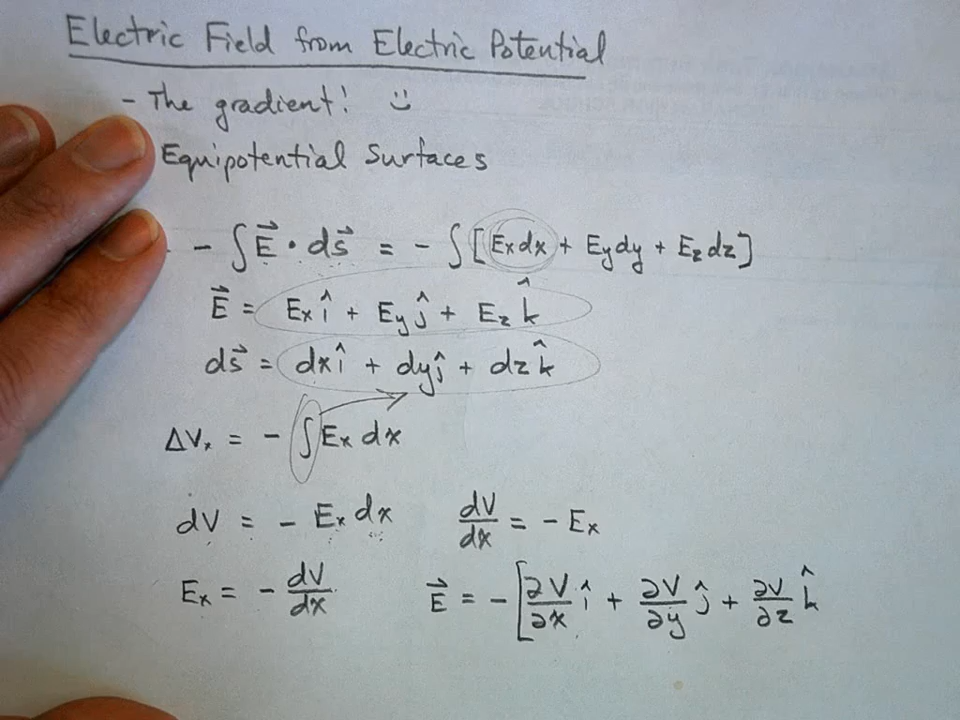 Electric Field from Electric Potential
- The gradient! :)
Equipotential Surfaces
- ∫E⃗ · ds⃗ = - ∫[Exdx + Eydy + Ezdz]
E⃗ = Ex î + Ey ĵ + Ez k̂
ds⃗ = dx î + dy ĵ + dz k̂
ΔVx = - ∫Ex dx
dV = - Ex dx    dV/dx = - Ex
Ex = - dV/dx    E⃗ = - [∂V/∂x î + ∂V/∂y ĵ + ∂V/∂z k̂